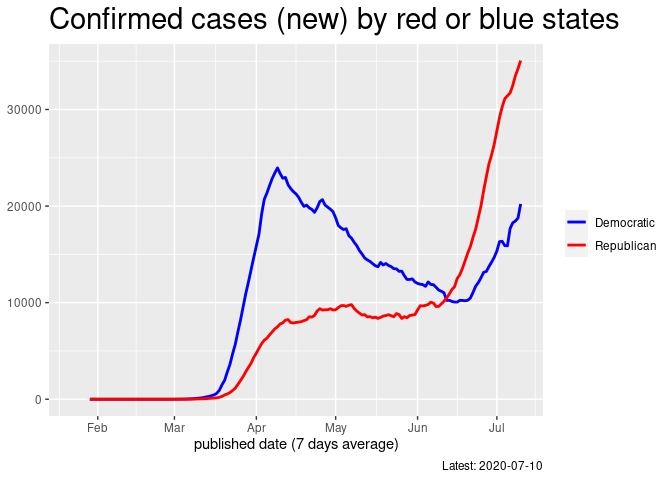 Confirmed cases (new) by red or blue states
30000
20000
10000
0
Feb Mar Apr May Jun Jul
published date (7 days average)
Democratic
Republican
Latest: 2020-07-10